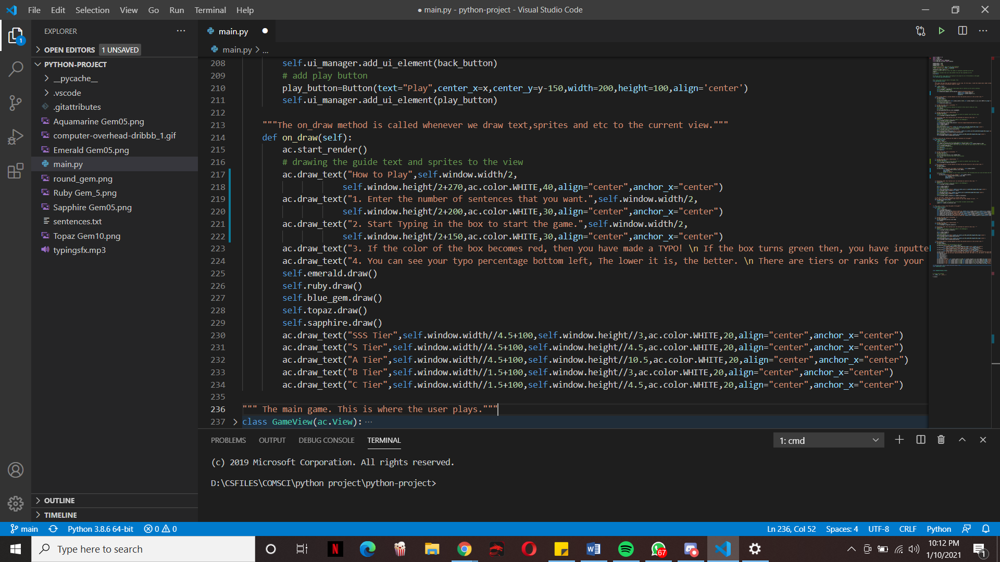 File Edit Selection View Go Run Terminal Help
● main.py - python-project - Visual Studio Code
EXPLORER
1
OPEN EDITORS 1 UNSAVED
PYTHON-PROJECT
__pycache__
.vscode
.gitattributes
Aquamarine Gem05.png
computer-overhead-dribbb_1.gif
Emerald Gem05.png
main.py
round_gem.png
Ruby Gem_5.png
Sapphire Gem05.png
sentences.txt
Topaz Gem10.png
typingsfx.mp3
OUTLINE
TIMELINE
main.py
main.py > ...
208 self.ui_manager.add_ui_element(back_button)
209 # add play button
210 play_button=Button(text="Play",center_x=x,center_y=y-150,width=200,height=100,align='center')
211 self.ui_manager.add_ui_element(play_button)
212
213 """The on_draw method is called whenever we draw text,sprites and etc to the current view."""
214 def on_draw(self):
215 ac.start_render()
216 # drawing the guide text and sprites to the view
217 ac.draw_text("How to Play",self.window.width/2,
218 self.window.height/2+270,ac.color.WHITE,40,align="center",anchor_x="center")
219 ac.draw_text("1. Enter the number of sentences that you want.",self.window.width/2,
220 self.window.height/2+200,ac.color.WHITE,30,align="center",anchor_x="center")
221 ac.draw_text("2. Start Typing in the box to start the game.",self.window.width/2,
222 self.window.height/2+150,ac.color.WHITE,30,align="center",anchor_x="center")
223 ac.draw_text("3. If the color of the box becomes red, then you have made a TYPO! \n If the box turns green then, you have inputte
224 ac.draw_text("4. You can see your typo percentage bottom left, The lower it is, the better. \n There are tiers or ranks for your
225 self.emerald.draw()
226 self.ruby.draw()
227 self.blue_gem.draw()
228 self.topaz.draw()
229 self.sapphire.draw()
230 ac.draw_text("SSS Tier",self.window.width//4.5+100,self.window.height//3,ac.color.WHITE,20,align="center",anchor_x="center")
231 ac.draw_text("S Tier",self.window.width//4.5+100,self.window.height//4.5,ac.color.WHITE,20,align="center",anchor_x="center")
232 ac.draw_text("A Tier",self.window.width//4.5+100,self.window.height//10.5,ac.color.WHITE,20,align="center",anchor_x="center")
233 ac.draw_text("B Tier",self.window.width//1.5+100,self.window.height//3,ac.color.WHITE,20,align="center",anchor_x="center")
234 ac.draw_text("C Tier",self.window.width//1.5+100,self.window.height//4.5,ac.color.WHITE,20,align="center",anchor_x="center")
235
236 """ The main game. This is where the user plays."""
237 class GameView(ac.View): ···
PROBLEMS OUTPUT DEBUG CONSOLE TERMINAL
1: cmd
(c) 2019 Microsoft Corporation. All rights reserved.
D:\CSFILES\COMSCI\python project\python-project>
main Python 3.8.6 64-bit 0 0
Ln 236, Col 52 Spaces: 4 UTF-8 CRLF Python
Type here to search
67
10:12 PM
1/10/2021
1